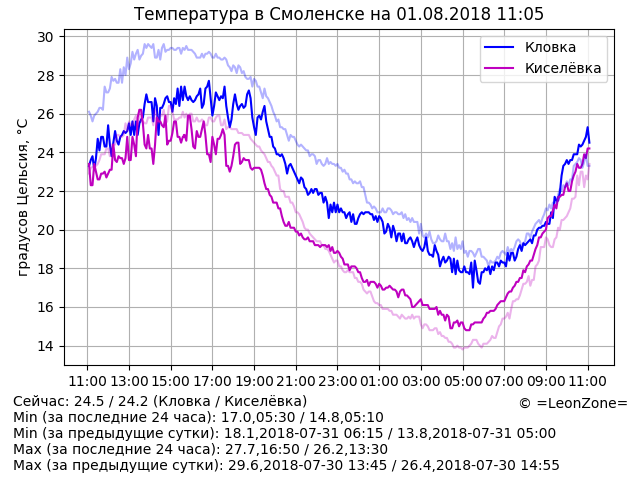 Температура в Смоленске на 01.08.2018 11:05
градусов Цельсия, °C
30
28
26
24
22
20
18
16
14
Кловка
Киселёвка
11:00 13:00 15:00 17:00 19:00 21:00 23:00 01:00 03:00 05:00 07:00 09:00 11:00
Сейчас: 24.5 / 24.2 (Кловка / Киселёвка)
© =LeonZone=
Min (за последние 24 часа): 17.0,05:30 / 14.8,05:10
Min (за предыдущие сутки): 18.1,2018-07-31 06:15 / 13.8,2018-07-31 05:00
Max (за последние 24 часа): 27.7,16:50 / 26.2,13:30
Max (за предыдущие сутки): 29.6,2018-07-30 13:45 / 26.4,2018-07-30 14:55